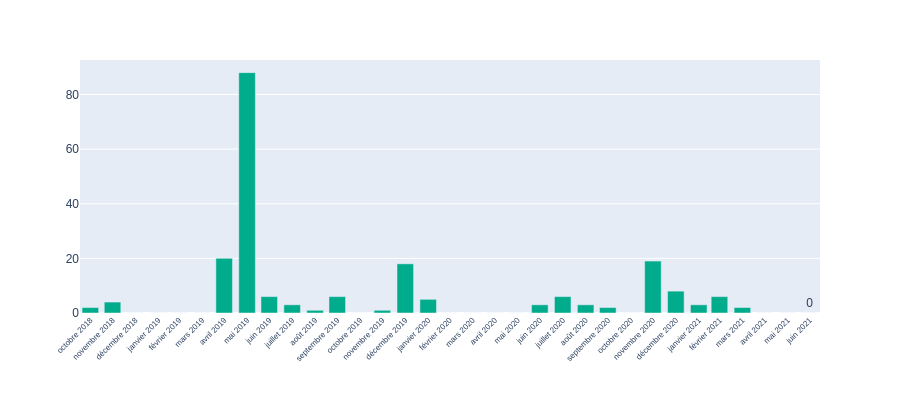 80
60
40
20
0
0
octobre 2018
novembre 2018
décembre 2018
janvier 2019
février 2019
mars 2019
avril 2019
mai 2019
juin 2019
juillet 2019
août 2019
septembre 2019
octobre 2019
novembre 2019
décembre 2019
janvier 2020
février 2020
mars 2020
avril 2020
mai 2020
juin 2020
juillet 2020
août 2020
septembre 2020
octobre 2020
novembre 2020
décembre 2020
janvier 2021
février 2021
mars 2021
avril 2021
mai 2021
juin 2021